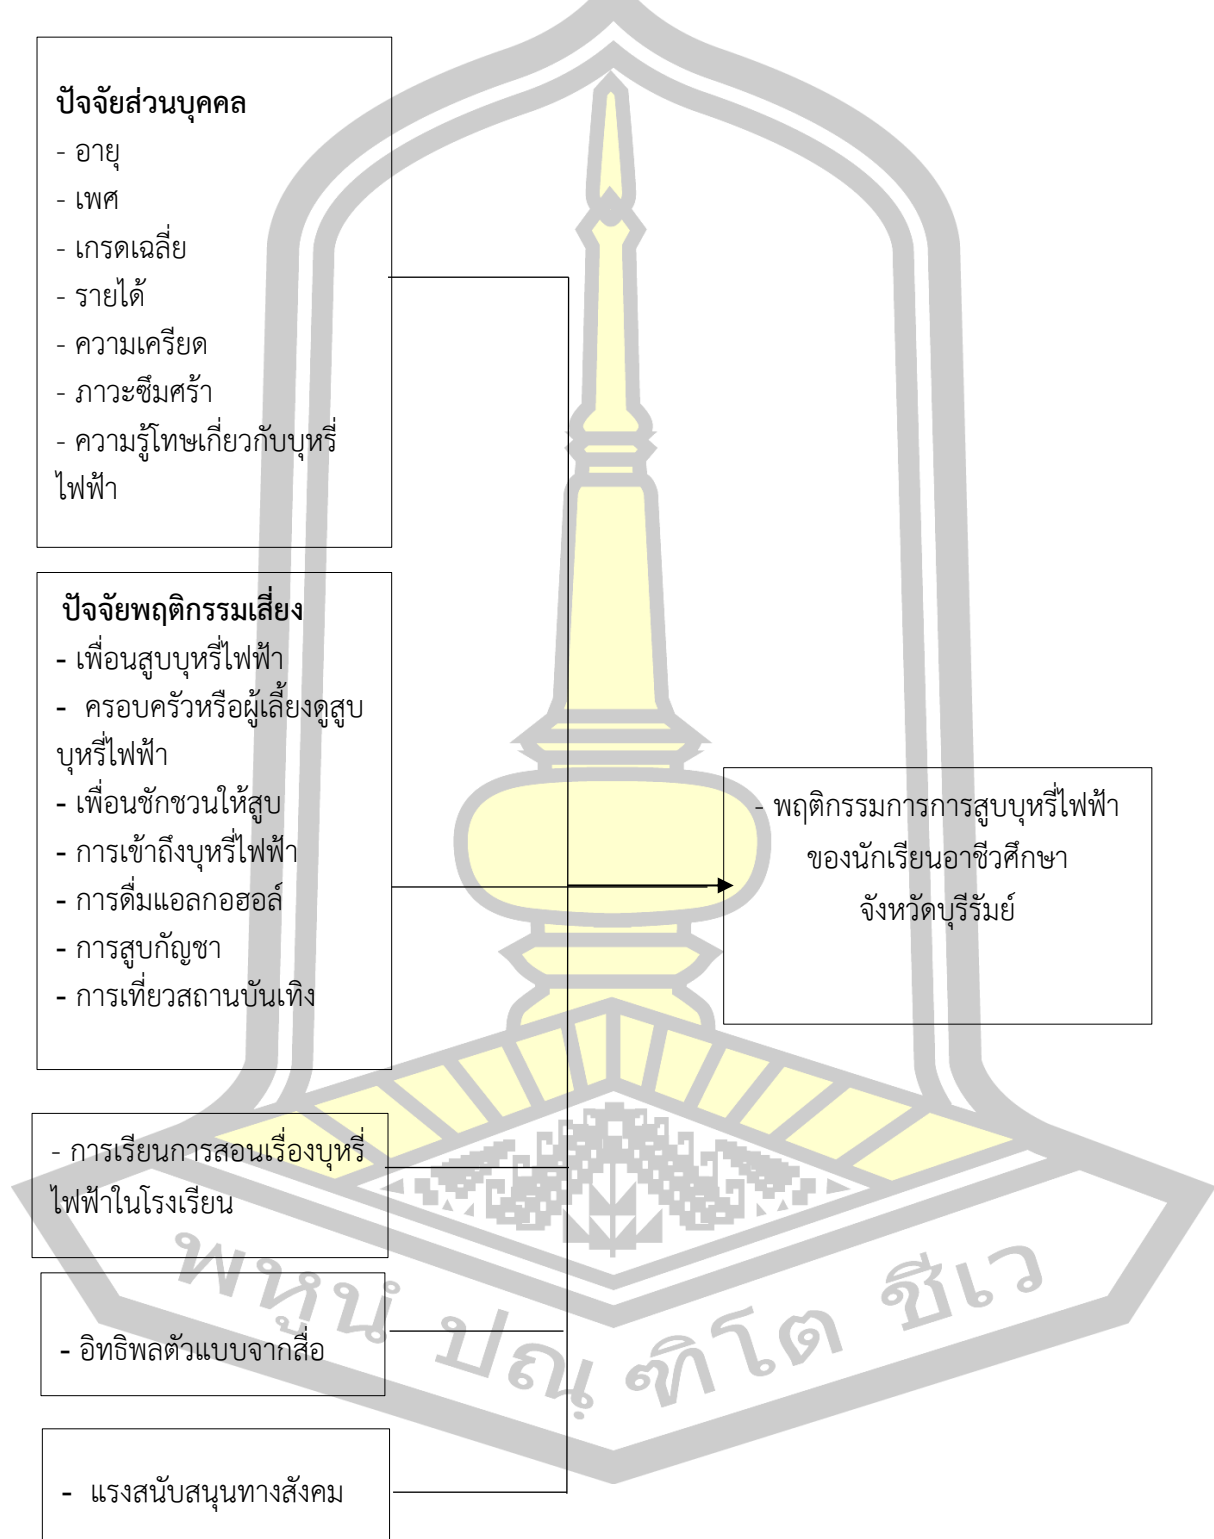 ปัจจัยส่วนบุคคล
- อายุ
- เพศ
- เกรดเฉลี่ย
- รายได้
- ความเครียด
- ภาวะซึมศร้า
- ความรู้โทษเกี่ยวกับบุหรี่
ไฟฟ้า
ปัจจัยพฤติกรรมเสี่ยง
- เพื่อนสูบบุหรี่ไฟฟ้า
- ครอบครัวหรือผู้เลี้ยงดูสูบ
บุหรี่ไฟฟ้า
- เพื่อนชักชวนให้สูบ
- การเข้าถึงบุหรี่ไฟฟ้า
- การดื่มแอลกอฮอล์
- การสูบกัญชา
- การเที่ยวสถานบันเทิง
- การเรียนการสอนเรื่องบุหรี่
ไฟฟ้าในโรงเรียน
- อิทธิพลตัวแบบจากสื่อ
- แรงสนับสนุนทางสังคม
- พฤติกรรมการการสูบบุหรี่ไฟฟ้า
ของนักเรียนอาชีวศึกษา
จังหวัดบุรีรัมย์
พหูนํ ปณฺ ฑิโต ชีเว